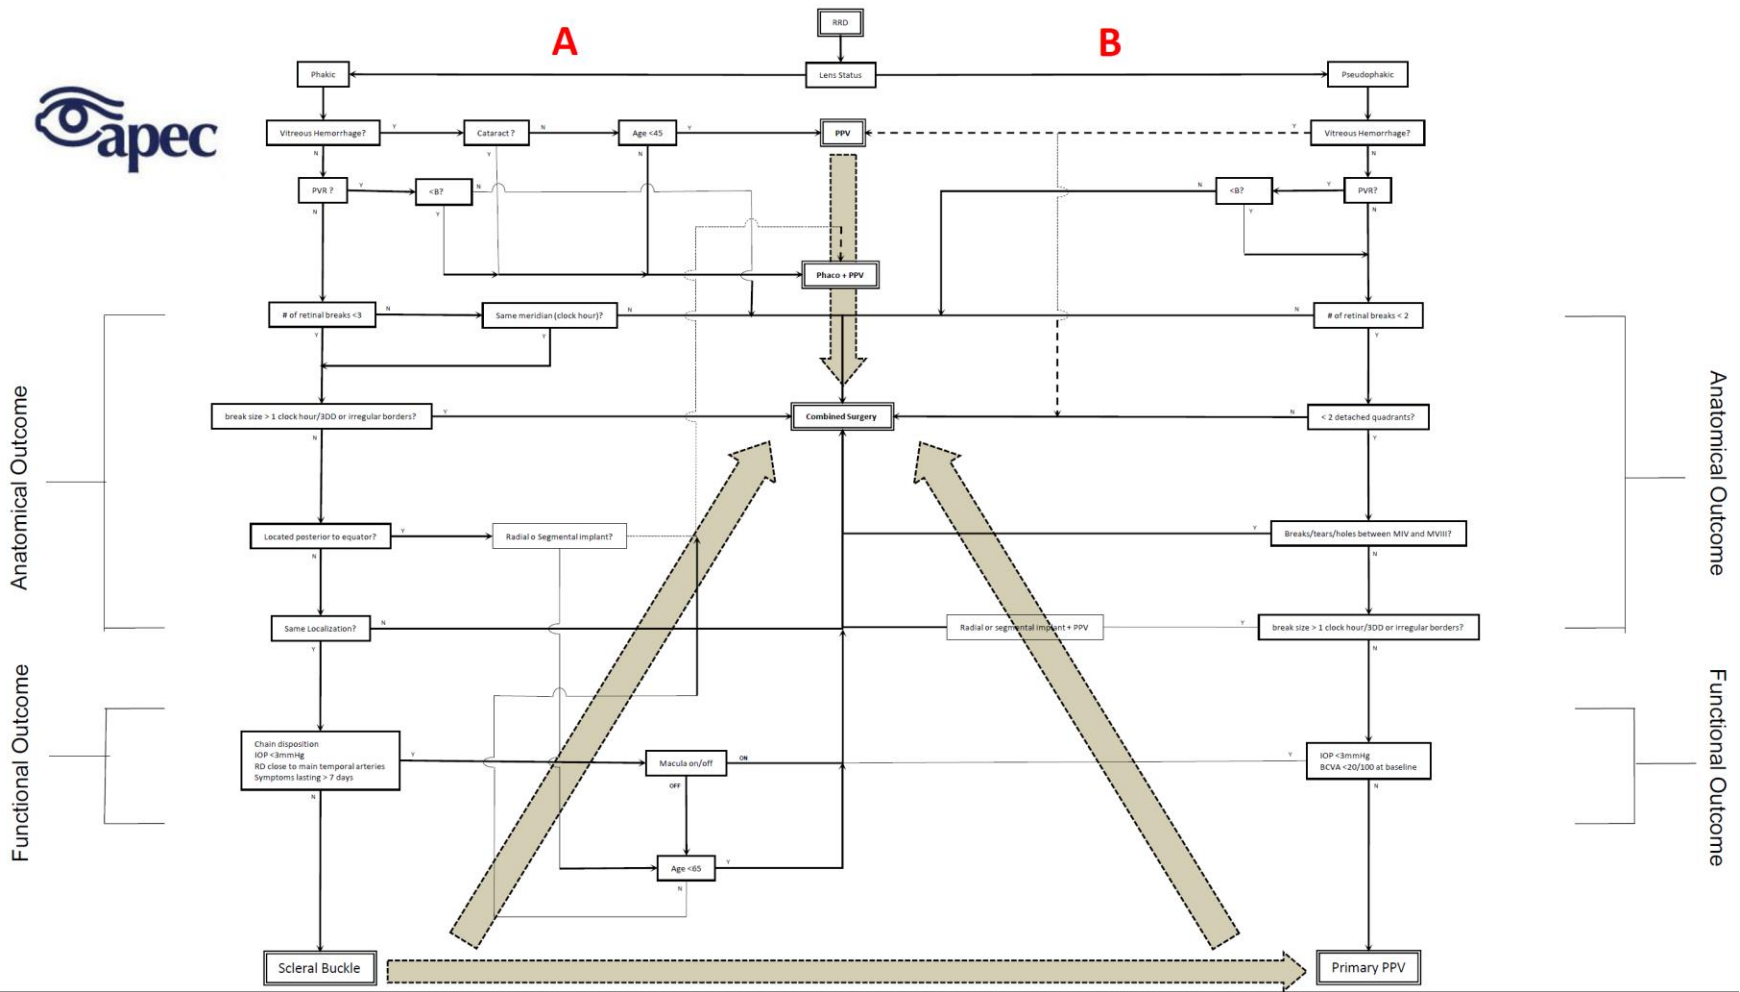 RRD
A
B
Phakic
Lens Status
Pseudophakic
apec
Vitreous Hemorrhage?
Y
Cataract ?
N
Age <45
Y
PPV
Y
Vitreous Hemorrhage?
N
Y
N
N
PVR ?
Y
<B?
N
N
<B?
Y
PVR?
N
Y
Y
N
Phaco + PPV
# of retinal breaks <3
N
Same meridian (clock hour)?
N
N
# of retinal breaks < 2
Y
Y
Y
break size > 1 clock hour/3DD or irregular borders?
Y
Combined Surgery
N
< 2 detached quadrants?
N
Y
Anatomical Outcome
Anatomical Outcome
Located posterior to equator?
Y
Radial o Segmental implant?
Y
Breaks/tears/holes between MIV and MVIII?
N
N
Same Localization?
N
Radial or segmental implant + PPV
Y
break size > 1 clock hour/3DD or irregular borders?
Y
N
Functional Outcome
Functional Outcome
Chain disposition
IOP <3mmHg
RD close to main temporal arteries
Symptoms lasting > 7 days
Y
Macula on/off
ON
Y
IOP <3mmHg
BCVA <20/100 at baseline
N
OFF
N
Age <65
Y
N
Scleral Buckle
Primary PPV